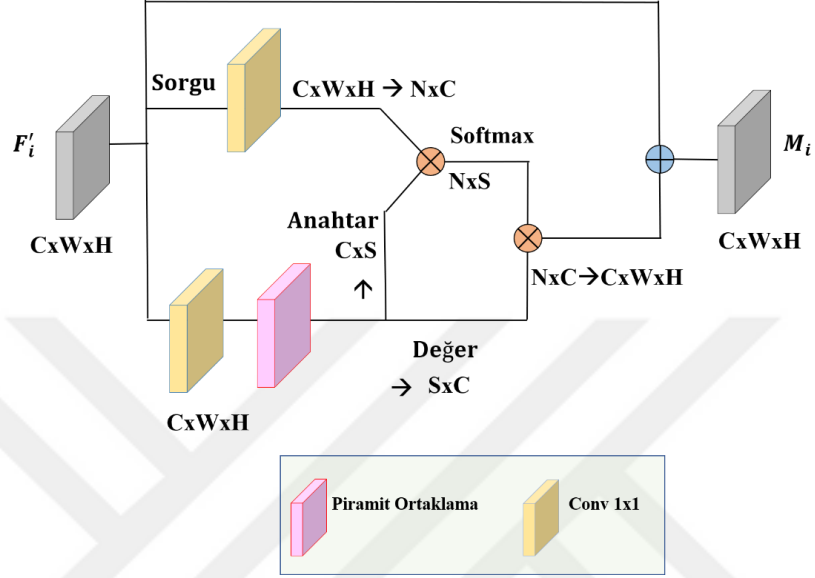 Sorgu
CxWxH → NxC
F'i
Softmax
Mi
NxS
Anahtar
CxS
↑
CxWxH
CxWxH
NxC→CxWxH
Değer
→ SxC
CxWxH
Piramit Ortaklama
Conv 1x1